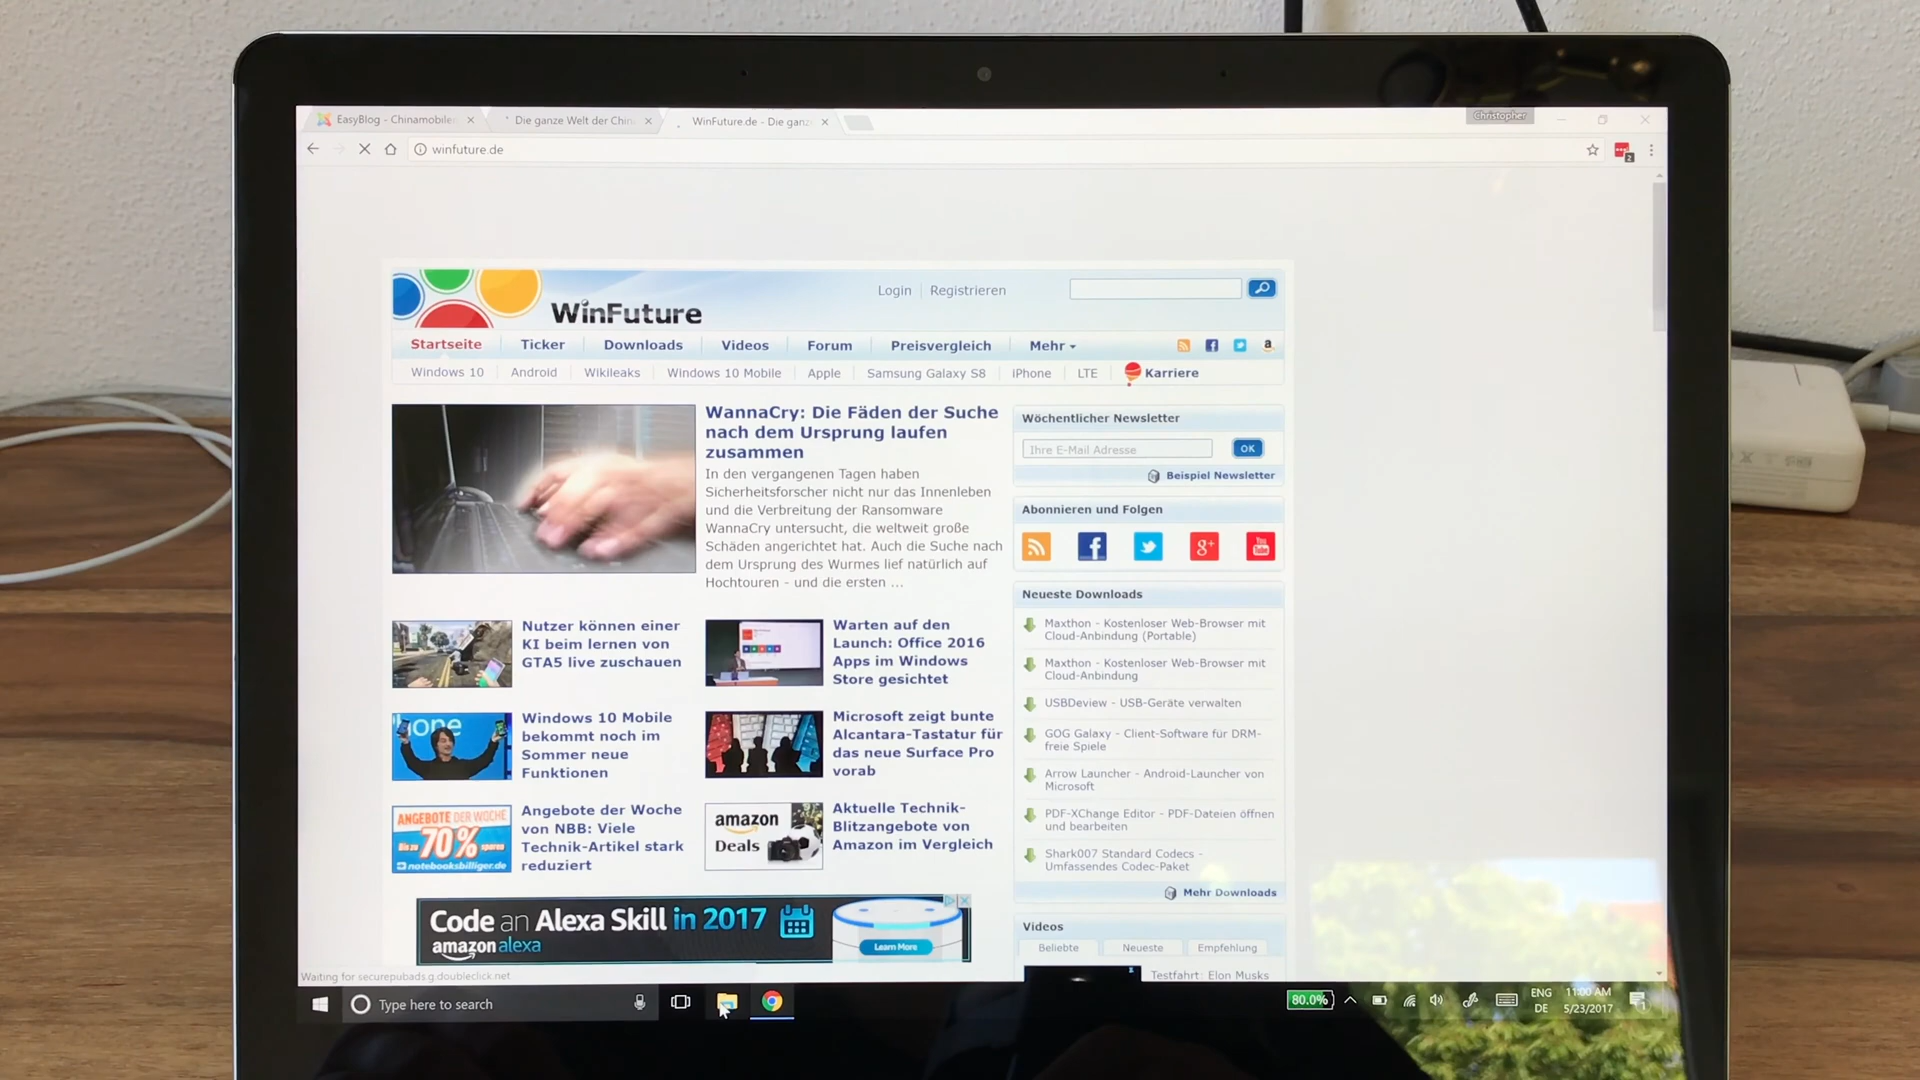 EasyBlog - Chinamobile
Die ganze Welt der Chin
WinFuture.de - Die ganz
Christopher
winfuture.de
2
WinFuture
Login
Registrieren
Startseite
Ticker
Downloads
Videos
Forum
Preisvergleich
Mehr
a
Windows 10
Android
Wikileaks
Windows 10 Mobile
Apple
Samsung Galaxy S8
iPhone
LTE
Karriere
WannaCry: Die Fäden der Suche
nach dem Ursprung laufen
zusammen
In den vergangenen Tagen haben
Sicherheitsforscher nicht nur das Innenleben
und die Verbreitung der Ransomware
WannaCry untersucht, die weltweit große
Schäden angerichtet hat. Auch die Suche nach
dem Ursprung des Wurmes lief natürlich auf
Hochtouren - und die ersten ...
Nutzer können einer
KI beim lernen von
GTA5 live zuschauen
Warten auf den
Launch: Office 2016
Apps im Windows
Store gesichtet
hone
Windows 10 Mobile
bekommt noch im
Sommer neue
Funktionen
Microsoft zeigt bunte
Alcantara-Tastatur für
das neue Surface Pro
vorab
ANGEBOTE DER WOCHE
Bis zu 70% sparen
notebooksbilliger.de
Angebote der Woche
von NBB: Viele
Technik-Artikel stark
reduziert
amazon
Deals
Aktuelle Technik-
Blitzangebote von
Amazon im Vergleich
Code an Alexa Skill in 2017
amazon alexa
Learn More
Wöchentlicher Newsletter
Ihre E-Mail Adresse
OK
Beispiel Newsletter
Abonnieren und Folgen
g+
You
Tube
Neueste Downloads
Maxthon - Kostenloser Web-Browser mit
Cloud-Anbindung (Portable)
Maxthon - Kostenloser Web-Browser mit
Cloud-Anbindung
USBDeview - USB-Geräte verwalten
GOG Galaxy - Client-Software für DRM-
freie Spiele
Arrow Launcher - Android-Launcher von
Microsoft
PDF-XChange Editor - PDF-Dateien öffnen
und bearbeiten
Shark007 Standard Codecs -
Umfassendes Codec-Paket
Mehr Downloads
Videos
Beliebte
Neueste
Empfehlung
Testfahrt: Elon Musks
Waiting for securepubads.g.doubleclick.net
Type here to search
80.0%
ENG
DE
11:00 AM
5/23/2017
1